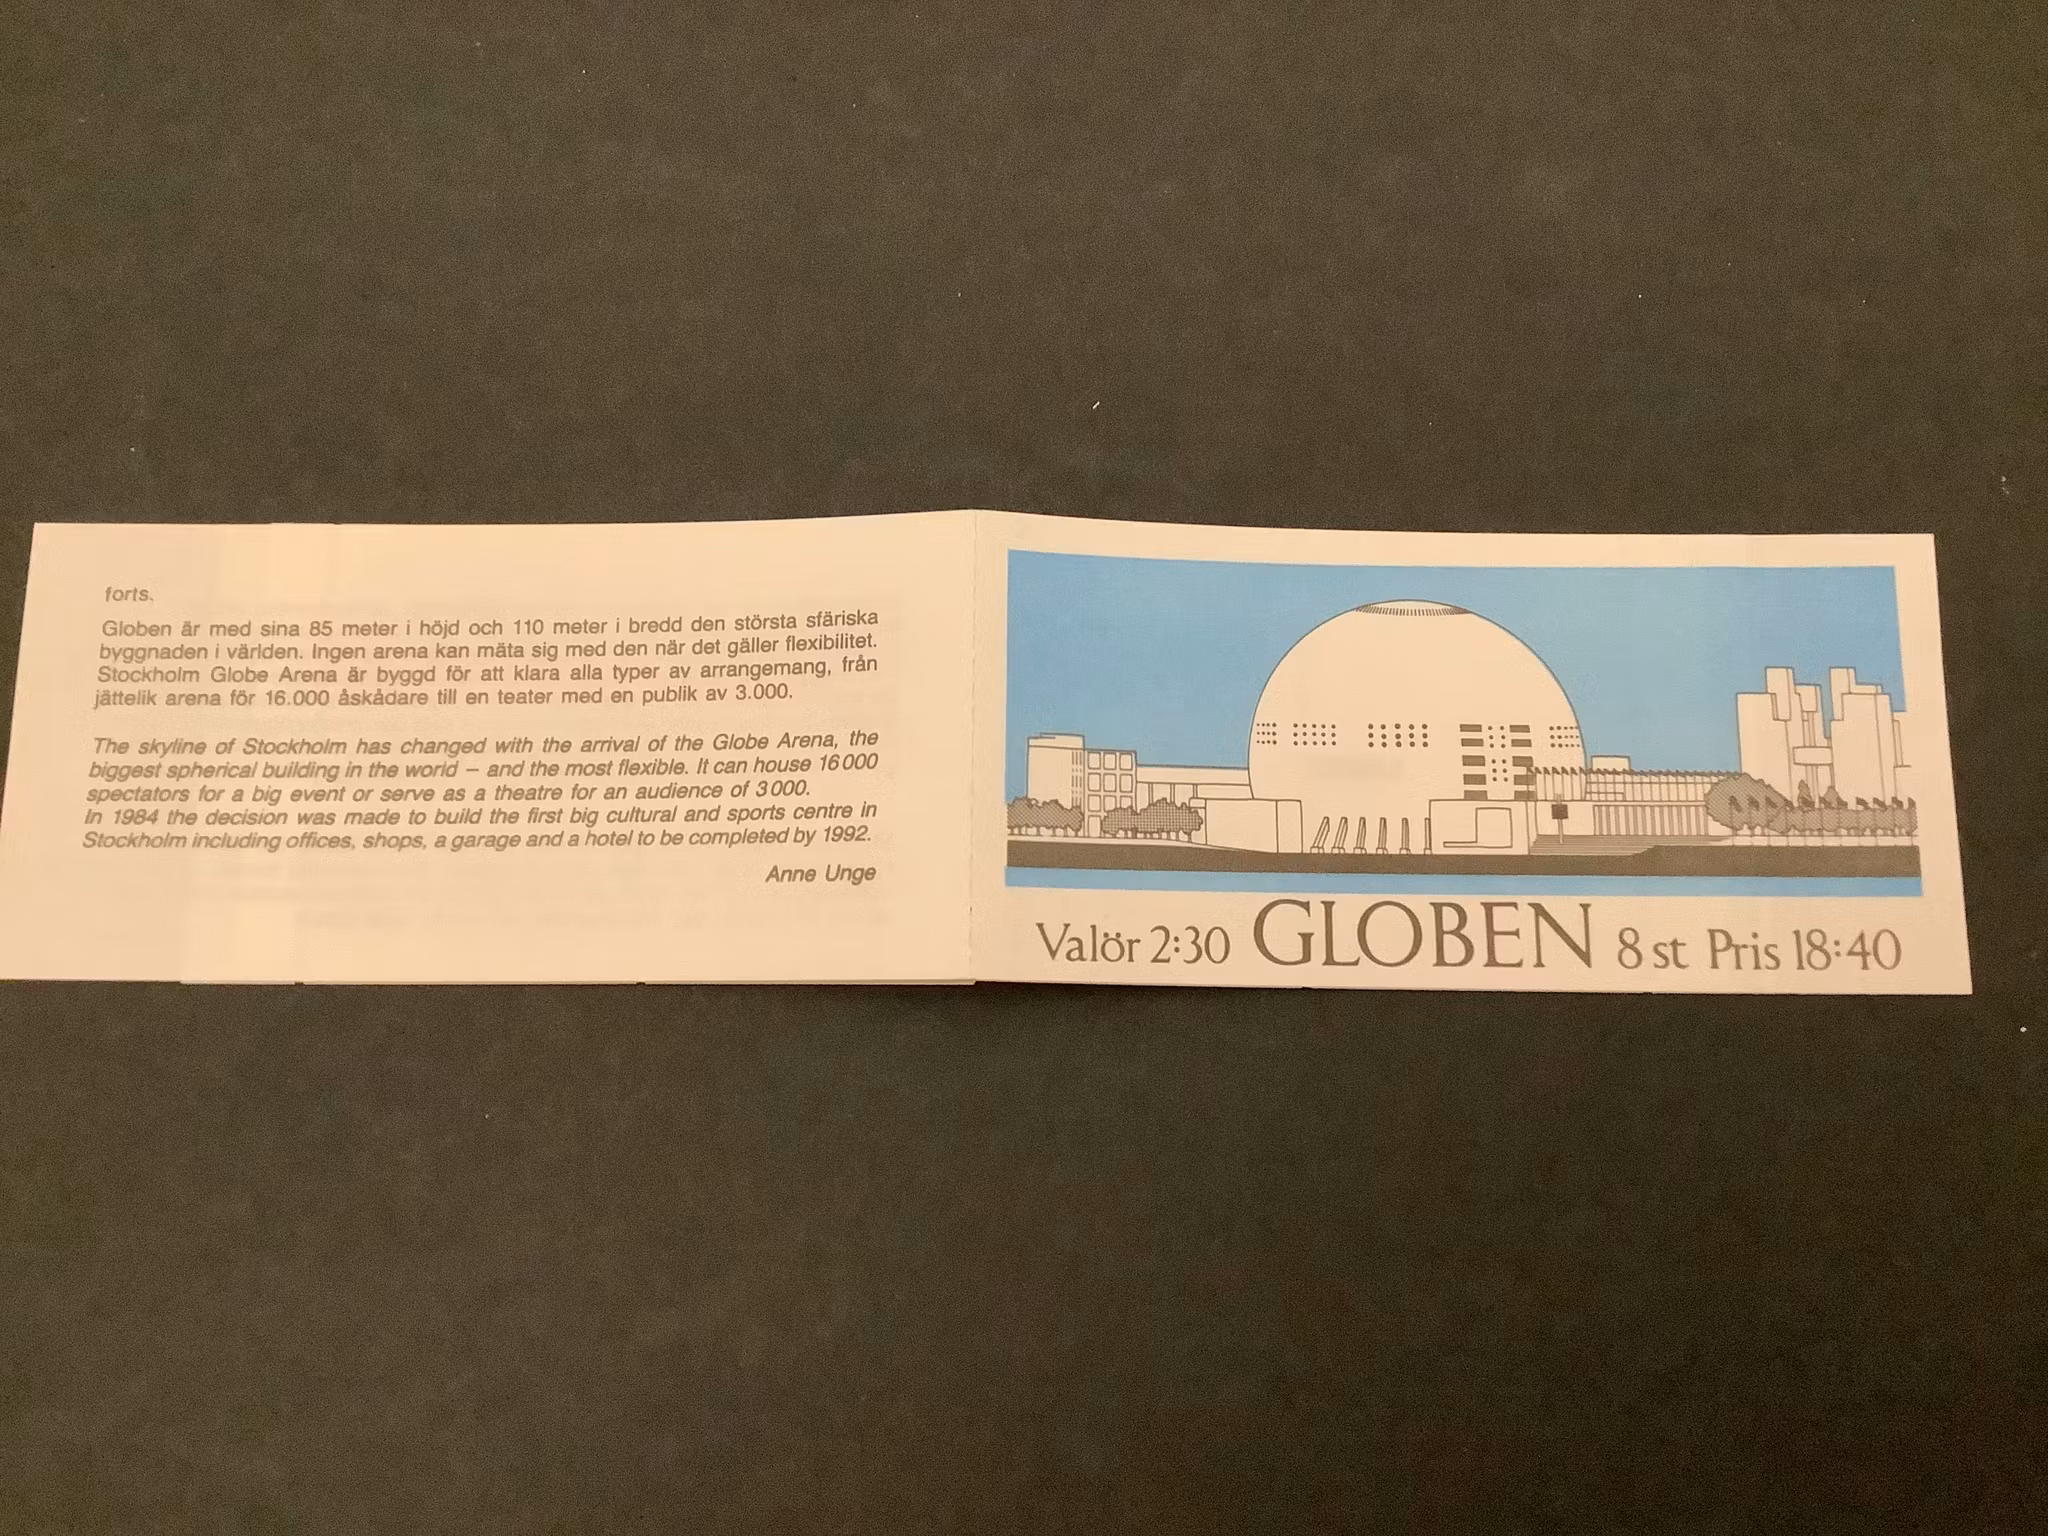 forts.
Globen är med sina 85 meter i höjd och 110 meter i bredd den största sfäriska
byggnaden i världen. Ingen arena kan mäta sig med den när det gäller flexibilitet.
Stockholm Globe Arena är byggd för att klara alla typer av arrangemang, från
jättelik arena för 16.000 åskådare till en teater med en publik av 3.000.
The skyline of Stockholm has changed with the arrival of the Globe Arena, the
biggest spherical building in the world – and the most flexible. It can house 16 000
spectators for a big event or serve as a theatre for an audience of 3 000.
In 1984 the decision was made to build the first big cultural and sports centre in
Stockholm including offices, shops, a garage and a hotel to be completed by 1992.
Anne Unge
Valör 2:30 GLOBEN 8 st Pris 18:40